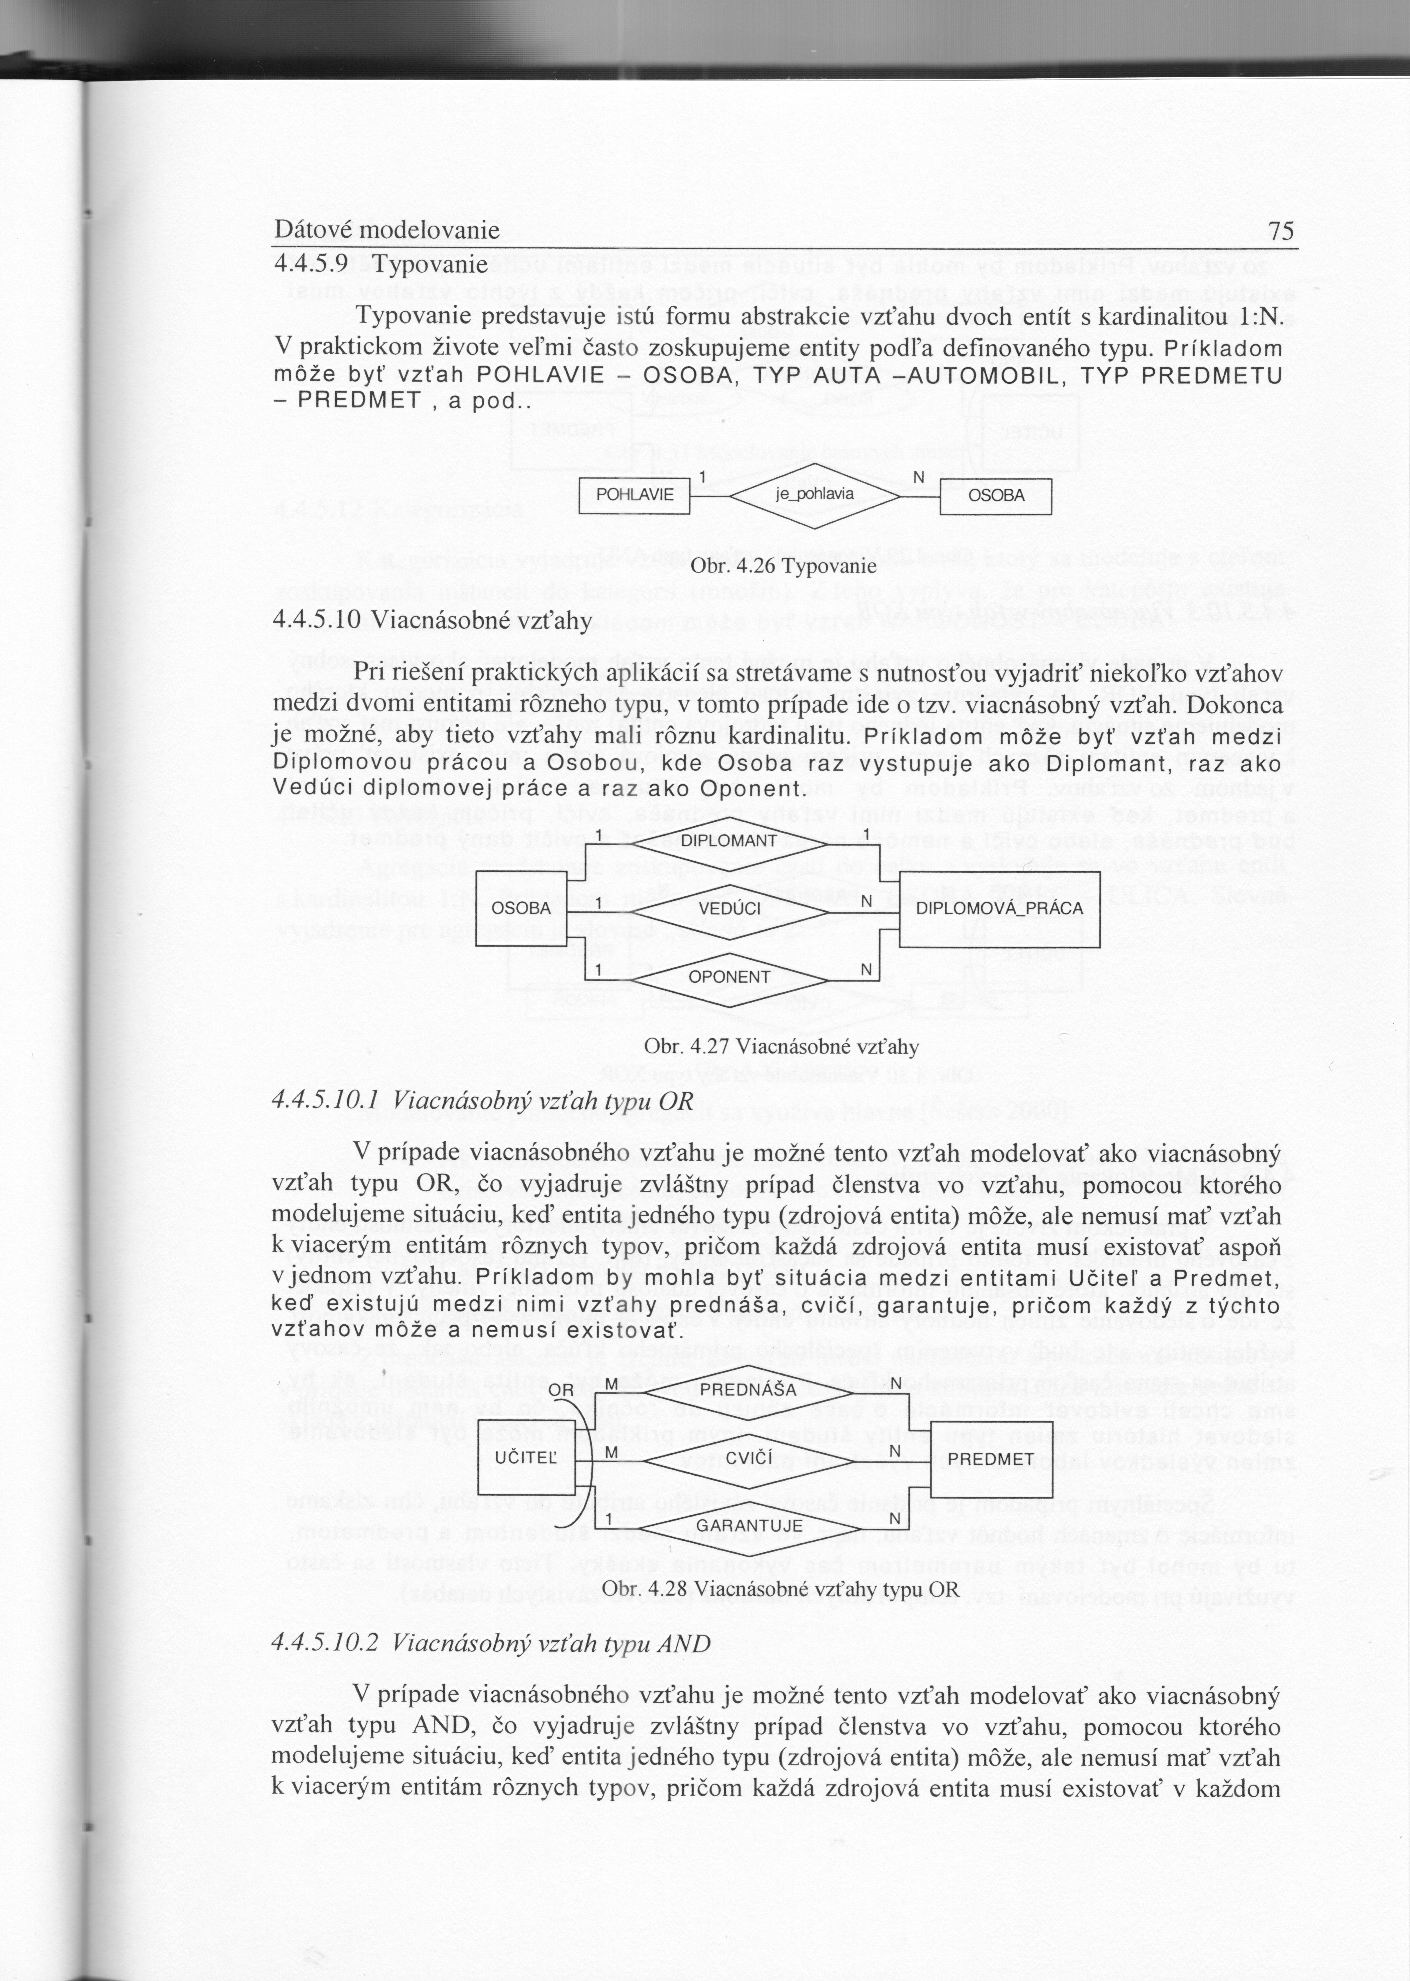 Dátové modelovanie 75
4.4.5.9 Typovanie
Typovanie predstavuje istú formu abstrakcie vzťahu dvoch entít s kardinalitou 1:N.
V praktickom živote veľmi často zoskupujeme entity podľa definovaného typu. Príkladom
môže byť vzťah POHLAVIE – OSOBA, TYP AUTA –AUTOMOBIL, TYP PREDMETU
– PREDMET , a pod..
POHLAVIE 1 je_pohlavia N OSOBA
Obr. 4.26 Typovanie
4.4.5.10 Viacnásobné vzťahy
Pri riešení praktických aplikácií sa stretávame s nutnosťou vyjadriť niekoľko vzťahov
medzi dvomi entitami rôzneho typu, v tomto prípade ide o tzv. viacnásobný vzťah. Dokonca
je možné, aby tieto vzťahy mali rôznu kardinalitu. Príkladom môže byť vzťah medzi
Diplomovou prácou a Osobou, kde Osoba raz vystupuje ako Diplomant, raz ako
Vedúci diplomovej práce a raz ako Oponent.
1 DIPLOMANT 1
OSOBA 1 VEDÚCI N DIPLOMOVÁ_PRÁCA
1 OPONENT N
Obr. 4.27 Viacnásobné vzťahy
4.4.5.10.1 Viacnásobný vzťah typu OR
V prípade viacnásobného vzťahu je možné tento vzťah modelovať ako viacnásobný
vzťah typu OR, čo vyjadruje zvláštny prípad členstva vo vzťahu, pomocou ktorého
modelujeme situáciu, keď entita jedného typu (zdrojová entita) môže, ale nemusí mať vzťah
k viacerým entitám rôznych typov, pričom každá zdrojová entita musí existovať aspoň
v jednom vzťahu. Príkladom by mohla byť situácia medzi entitami Učiteľ a Predmet,
keď existujú medzi nimi vzťahy prednáša, cvičí, garantuje, pričom každý z týchto
vzťahov môže a nemusí existovať.
OR M PREDNÁŠA N
UČITEĽ M CVIČÍ N PREDMET
1 GARANTUJE N
Obr. 4.28 Viacnásobné vzťahy typu OR
4.4.5.10.2 Viacnásobný vzťah typu AND
V prípade viacnásobného vzťahu je možné tento vzťah modelovať ako viacnásobný
vzťah typu AND, čo vyjadruje zvláštny prípad členstva vo vzťahu, pomocou ktorého
modelujeme situáciu, keď entita jedného typu (zdrojová entita) môže, ale nemusí mať vzťah
k viacerým entitám rôznych typov, pričom každá zdrojová entita musí existovať v každom